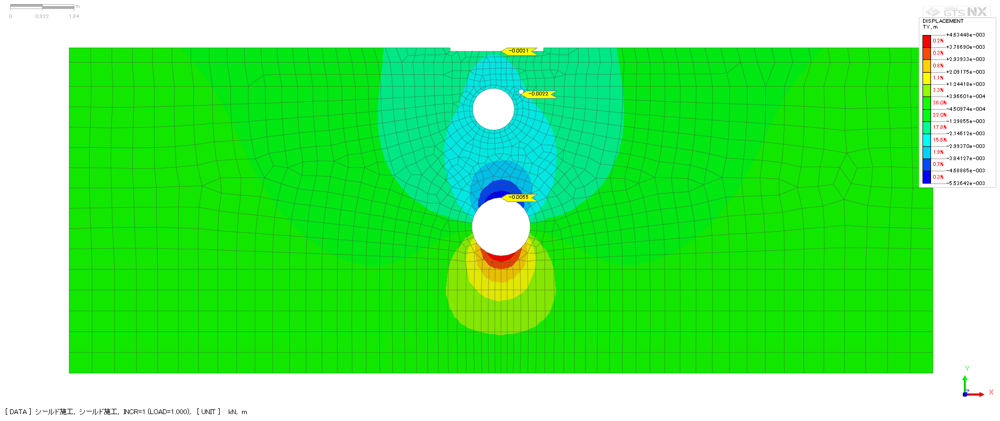 m
0 0.922 1.84
midas
GTS NX
DISPLACEMENT
TY, m
+4.63448e-003
0.2%
+3.78690e-003
0.3%
+2.93933e-003
0.8%
+2.09175e-003
1.1%
+1.24418e-003
3.3%
+3.96601e-004
36.0%
-4.50974e-004
22.0%
-1.29855e-003
17.8%
-2.14612e-003
15.6%
-2.99370e-003
1.9%
-3.84127e-003
0.7%
-4.68885e-003
0.3%
-5.53642e-003
-0.0021
-0.0022
-0.0055
Y
Z
X
[ DATA ] シールド施工, シールド施工, INCR=1 (LOAD=1.000), [ UNIT ] kN, m